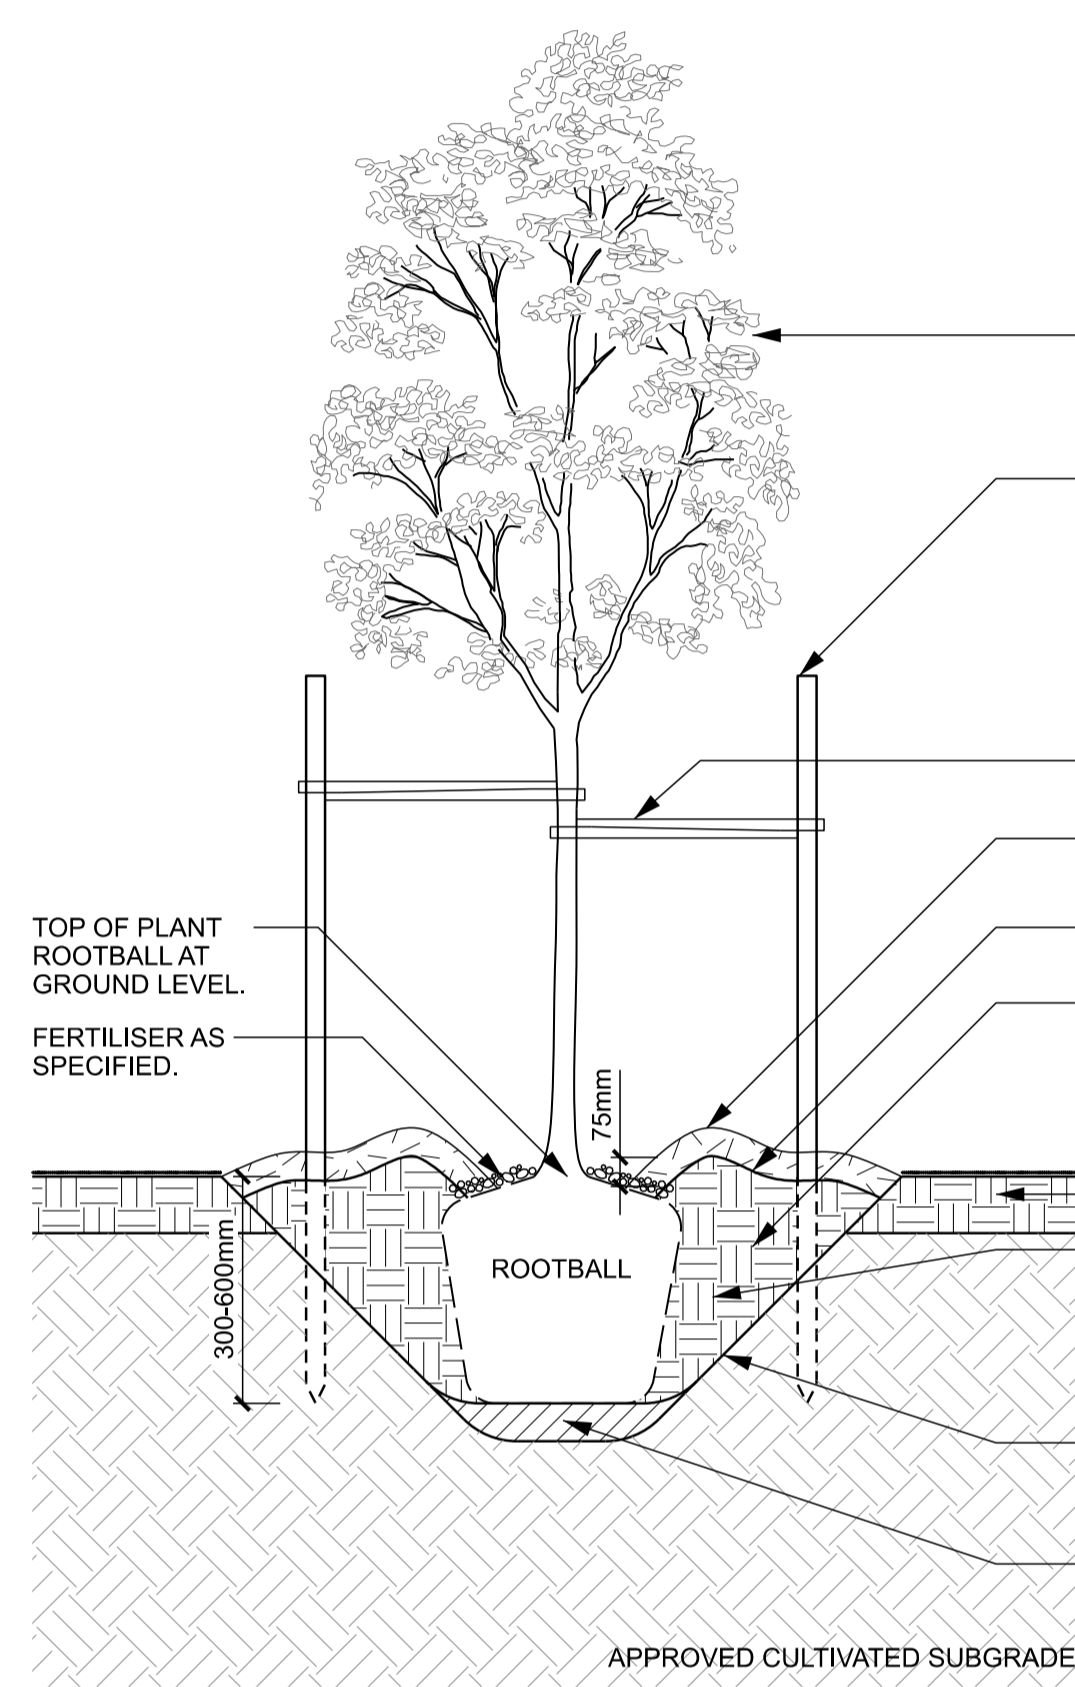 TOP OF PLANT
ROOTBALL AT
GROUND LEVEL.
FERTILISER AS
SPECIFIED.
75mm
300-600mm
ROOTBALL
APPROVED CULTIVATED SUBGRADE